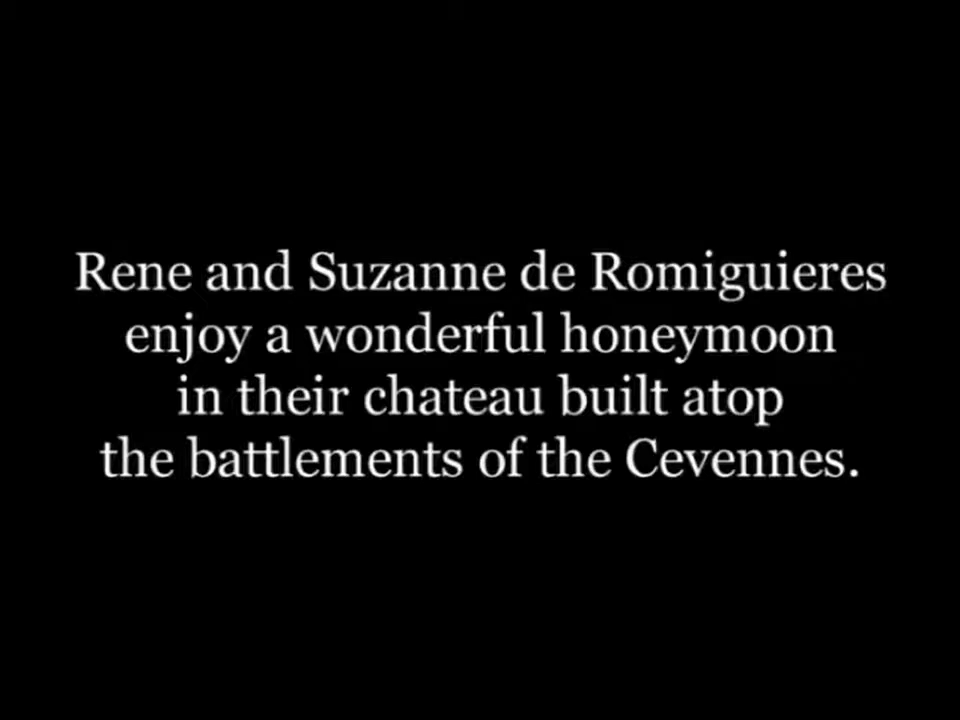 Rene and Suzanne de Romiguieres
enjoy a wonderful honeymoon
in their chateau built atop
the battlements of the Cevennes.